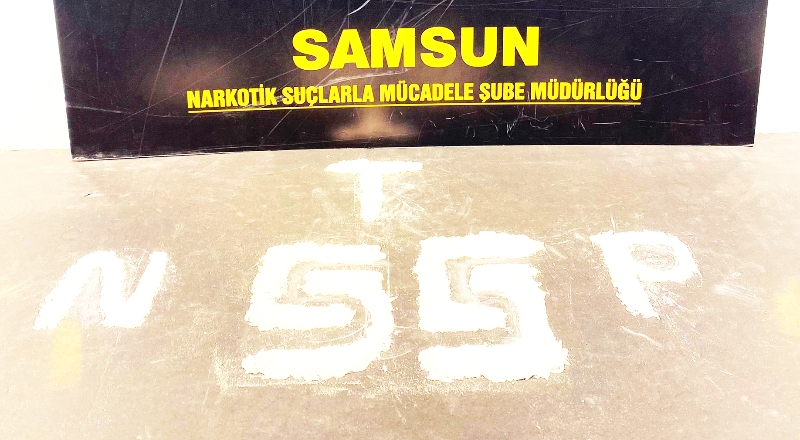 SAMSUN
NARKOTİK SUÇLARLA MÜCADELE ŞUBE MÜDÜRLÜĞÜ
T
N 55 P